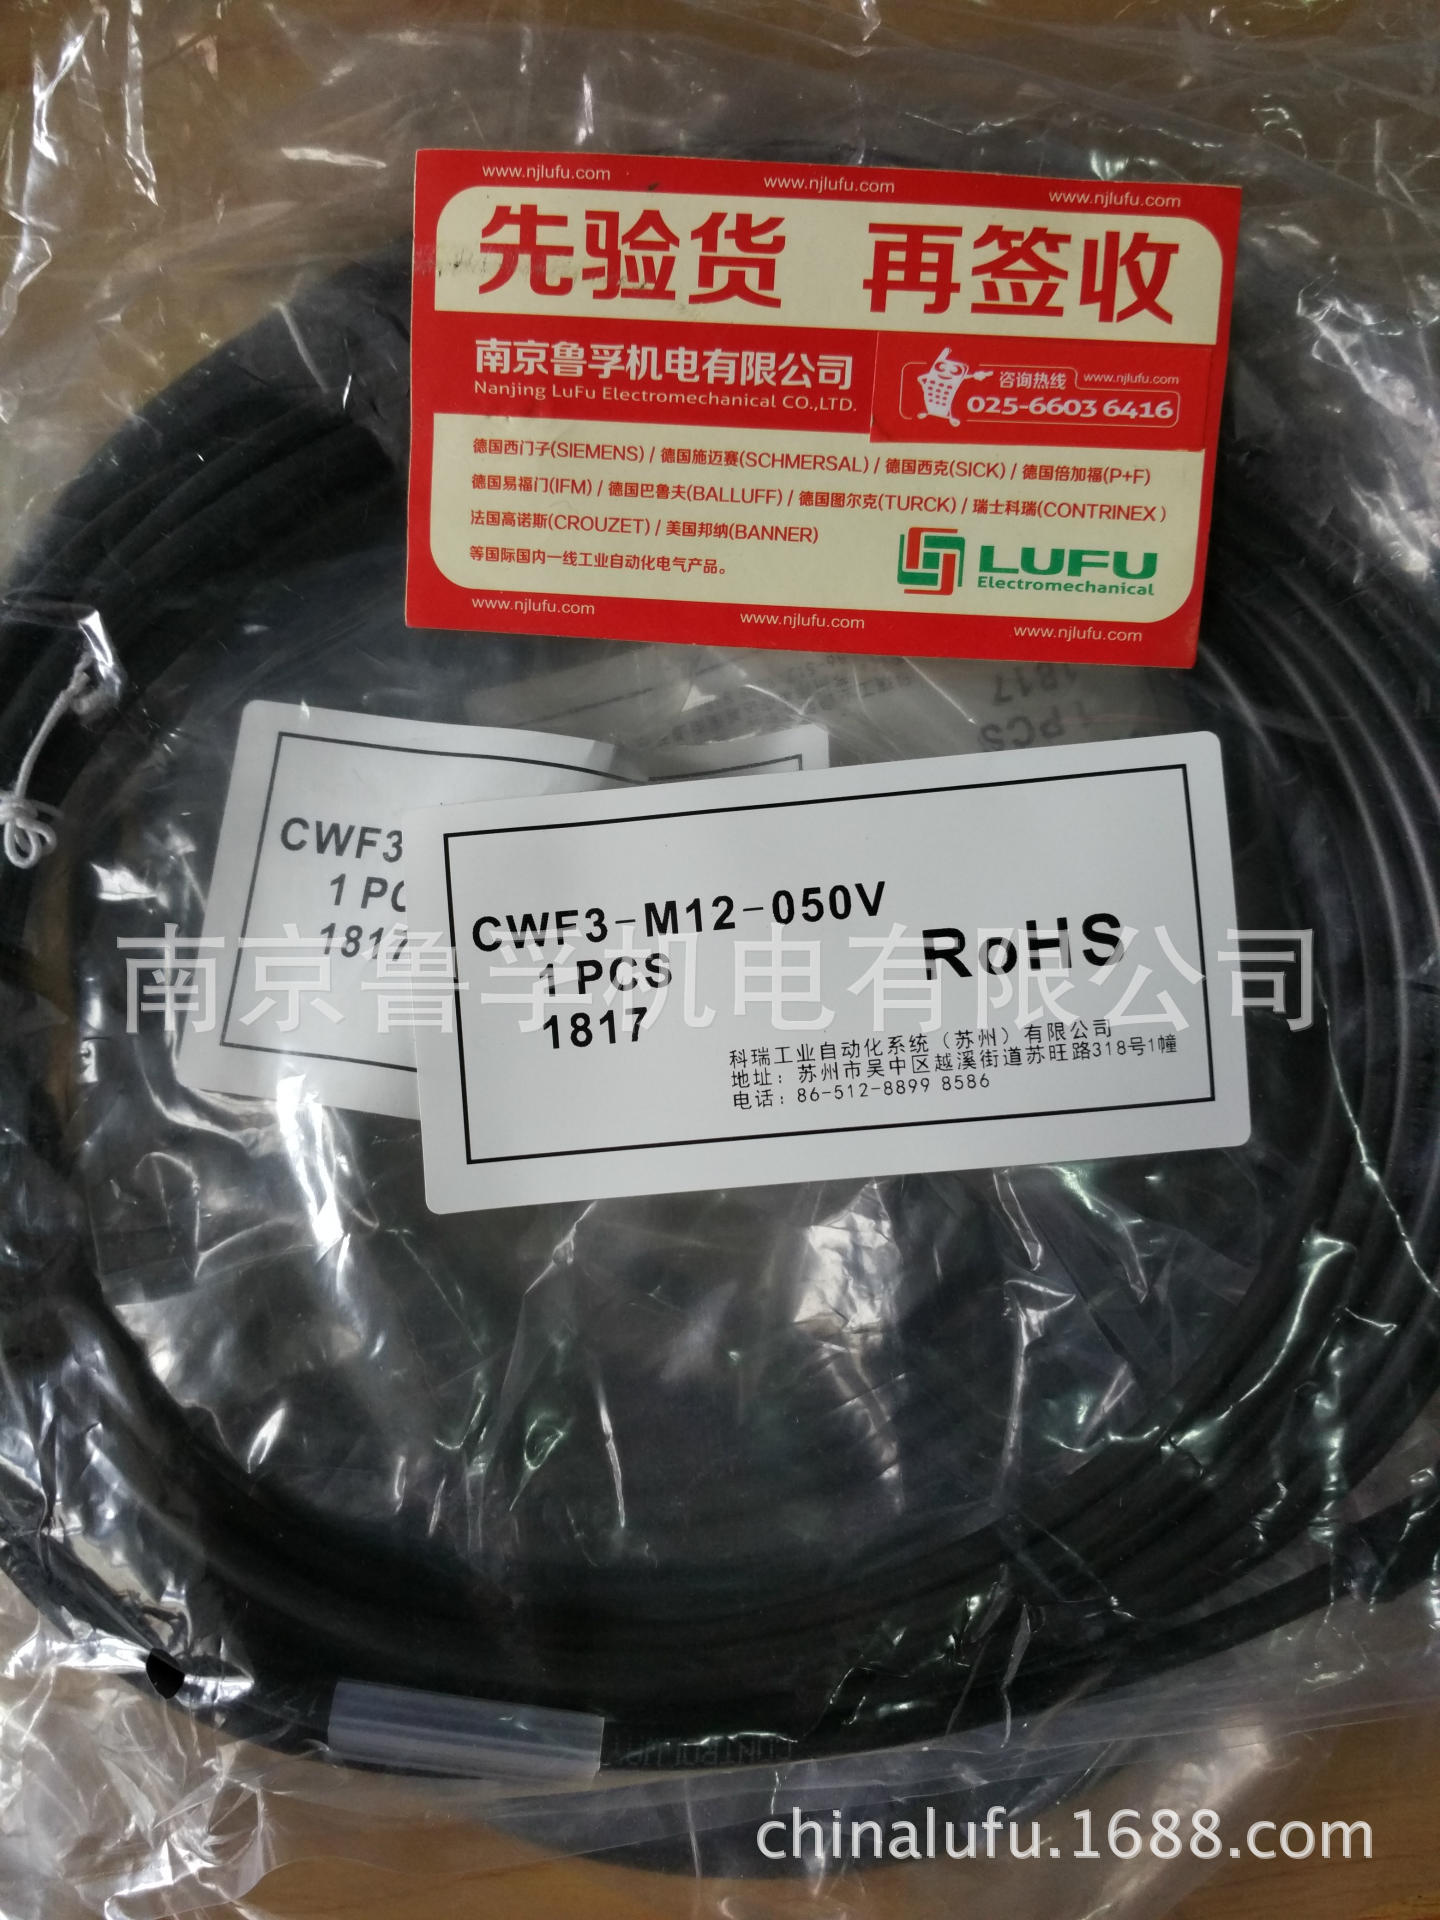 www.njlufu.com www.njlufu.com www.njlufu.com
先验货 再签收
南京鲁孚机电有限公司
Nanjing LuFu Electromechanical CO.,LTD.
咨询热线 www.njlufu.com
025-6603 6416
德国西门子(SIEMENS) / 德国施迈赛(SCHMERSAL) / 德国西克(SICK) / 德国倍加福(P+F)
德国易福门(IFM) / 德国巴鲁夫(BALLUFF) / 德国图尔克(TURCK) / 瑞士科瑞(CONTRINEX)
法国高诺斯(CROUZET) / 美国邦纳(BANNER)
等国际国内一线工业自动化电气产品。
LUFU
Electromechanical
www.njlufu.com www.njlufu.com www.njlufu.com
1817
1 PCS
CWF3
1 PC
1817
CWF3-M12-050V
1 PCS
1817
RoHS
科瑞工业自动化系统（苏州）有限公司
地址：苏州市吴中区越溪街道苏旺路318号1幢
电话：86-512-8899 8586
南京鲁孚机电有限公司
chinalufu.1688.com